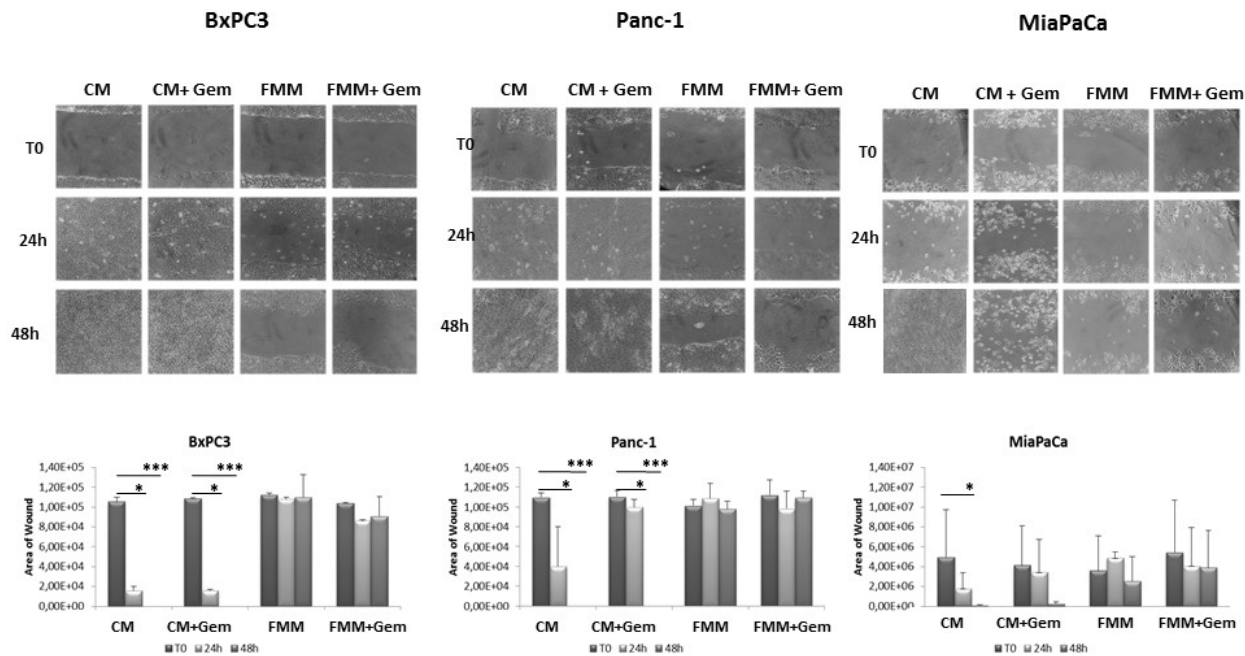 BxPC3 Panc-1 MiaPaCa
CM CM+ Gem FMM FMM+ Gem CM CM + Gem FMM FMM+ Gem CM CM + Gem FMM FMM+ Gem
T0 T0 T0
24h 24h 24h
48h 48h 48h
BxPC3
Area of Wound
1,40E+05
1,20E+05
1,00E+05
8,00E+04
6,00E+04
4,00E+04
2,00E+04
0,00E+00
***
*
***
*
CM CM+Gem FMM FMM+Gem
T0 24h 48h
Panc-1
Area of Wound
1,40E+05
1,20E+05
1,00E+05
8,00E+04
6,00E+04
4,00E+04
2,00E+04
0,00E+00
***
*
***
*
CM CM+Gem FMM FMM+Gem
T0 24h 48h
MiaPaCa
Area of Wound
1,40E+07
1,20E+07
1,00E+07
8,00E+06
6,00E+06
4,00E+06
2,00E+06
*
CM CM+Gem FMM FMM+Gem
T0 24h 48h